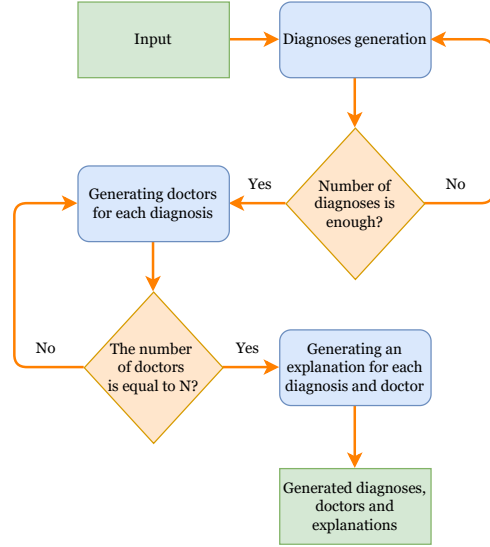 Input
Diagnoses generation
Number of
diagnoses is
enough?
Yes
No
Generating doctors
for each diagnosis
The number
of doctors
is equal to N?
No
Yes
Generating an
explanation for each
diagnosis and doctor
Generated diagnoses,
doctors and
explanations